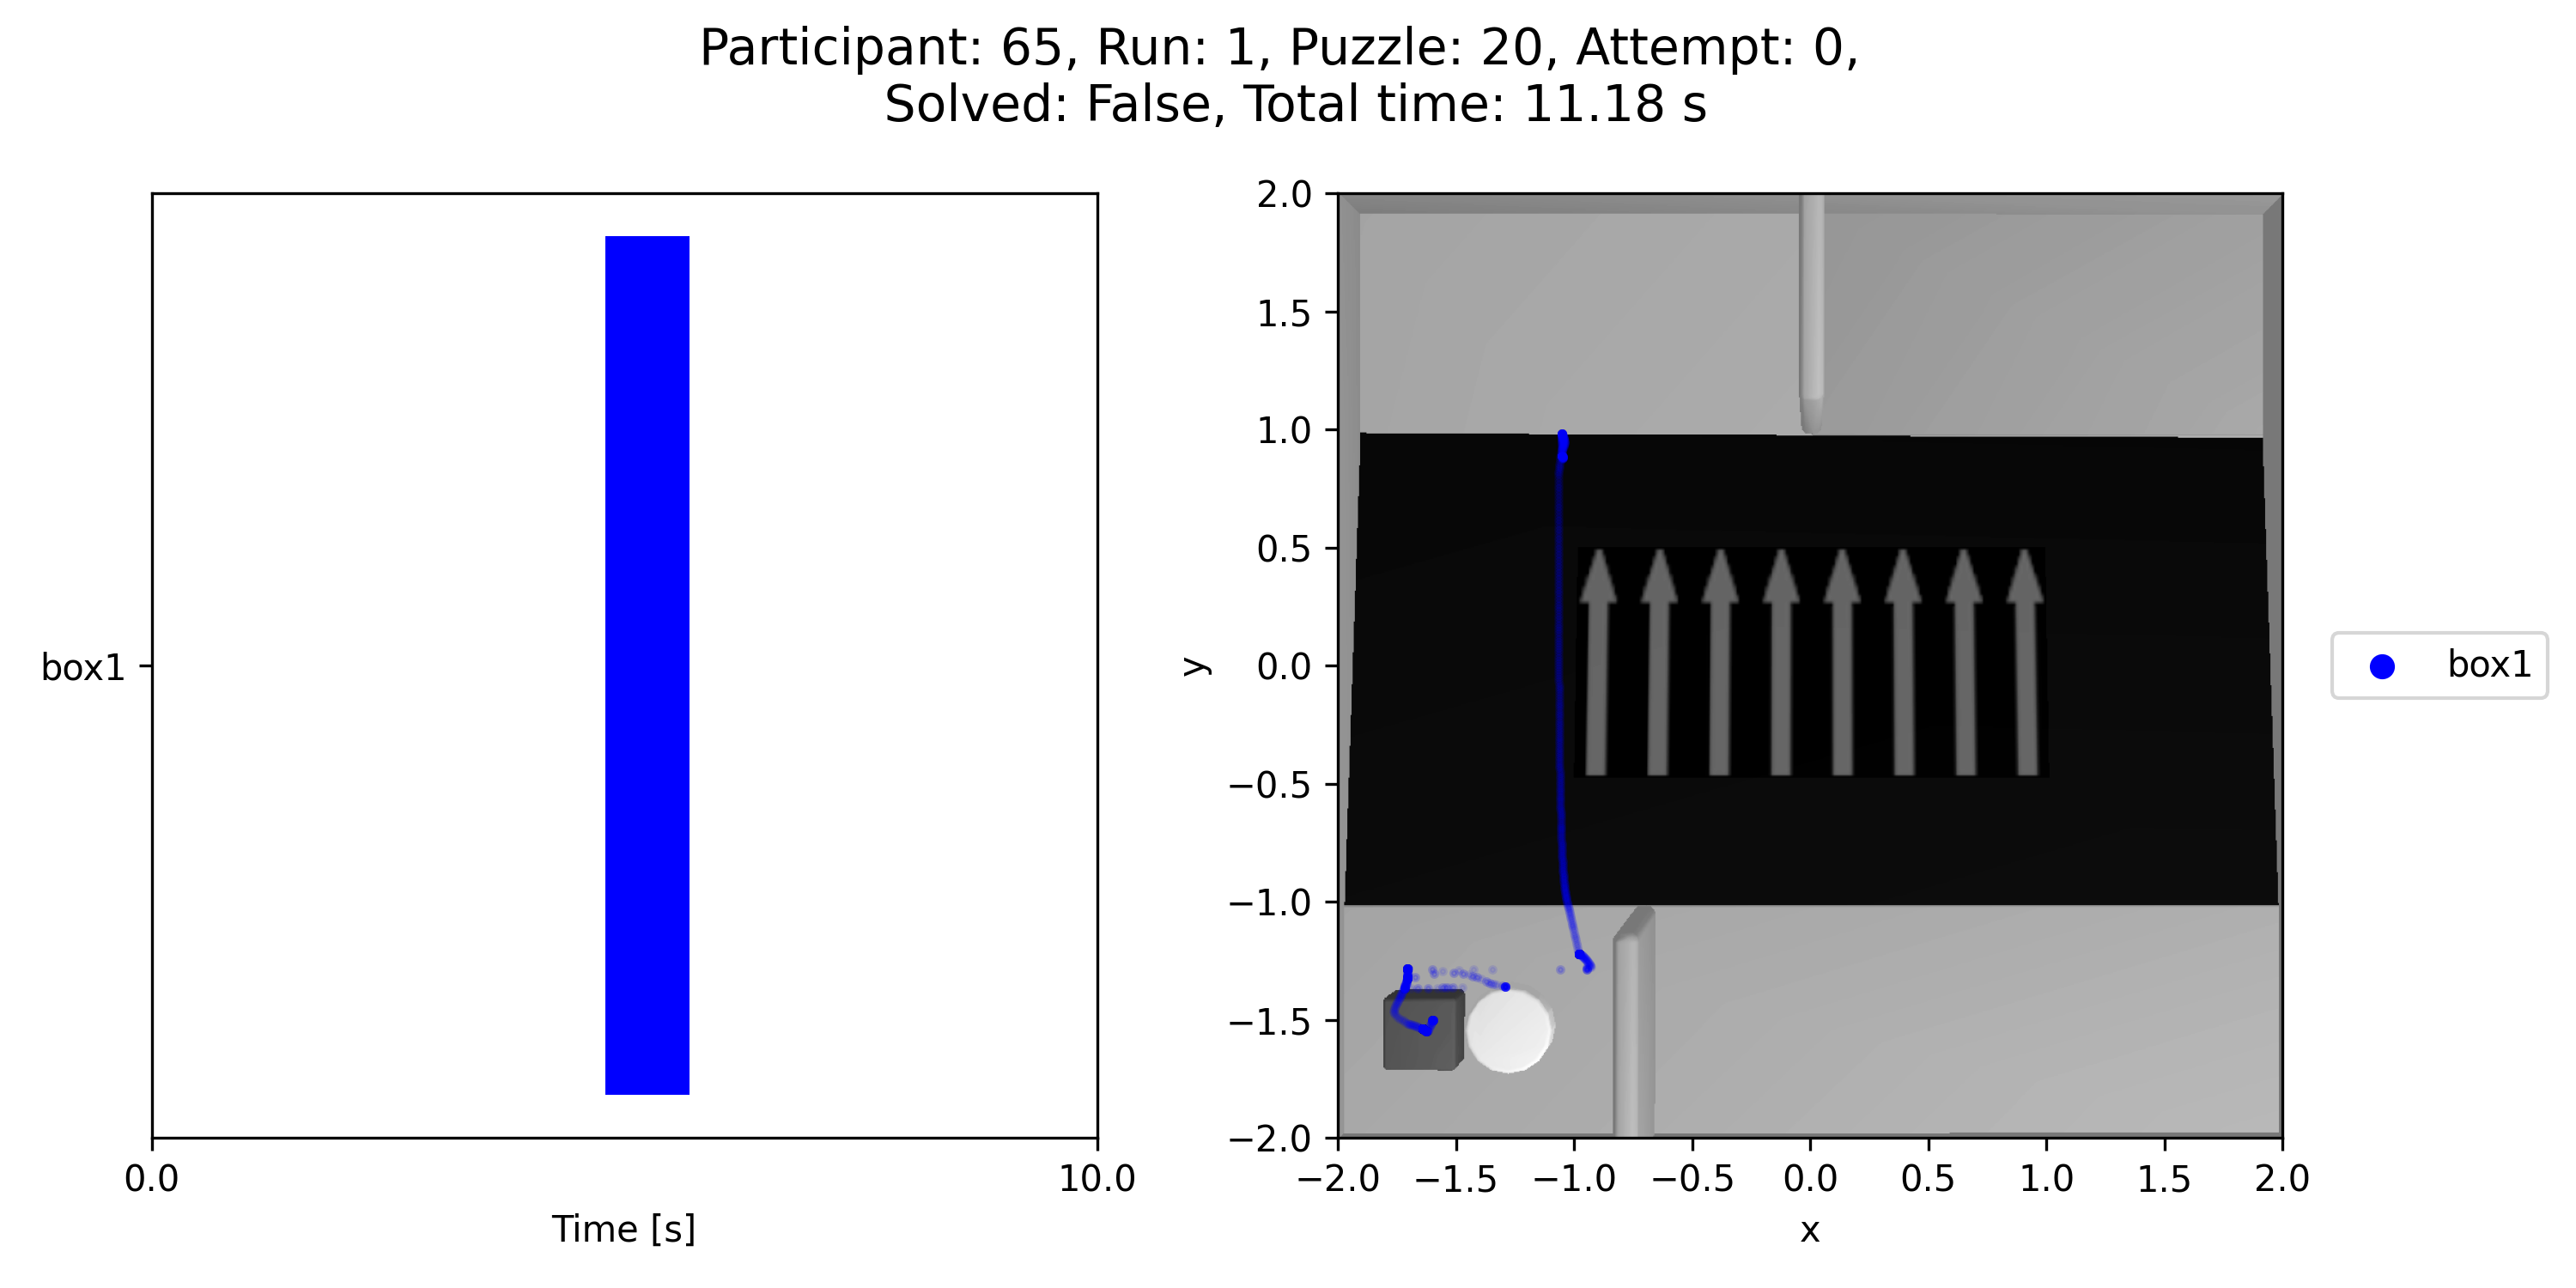 Participant: 65, Run: 1, Puzzle: 20, Attempt: 0,
Solved: False, Total time: 11.18 s
box1
0.0
10.0
Time [s]
y
2.0
1.5
1.0
0.5
0.0
−0.5
−1.0
−1.5
−2.0
−2.0 −1.5 −1.0 −0.5 0.0 0.5 1.0 1.5 2.0
x
box1